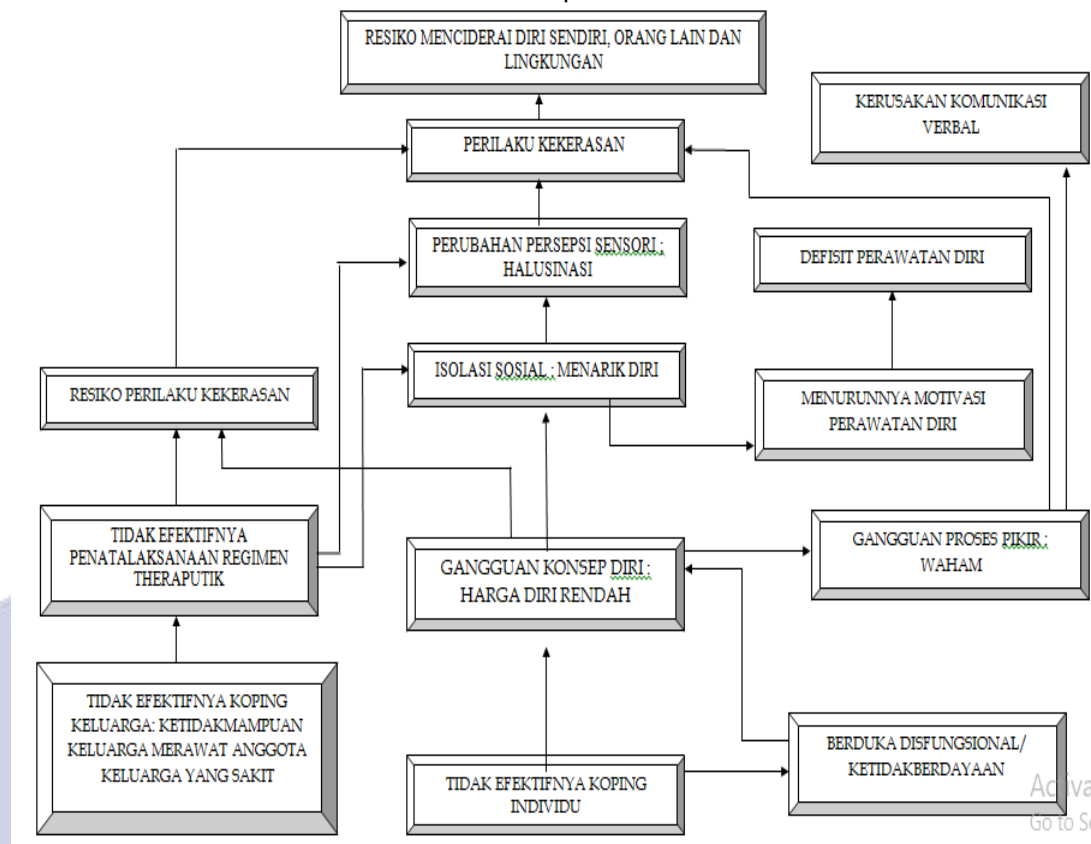 RESIKO MENCIDERAI DIRI SENDIRI, ORANG LAIN DAN
LINGKUNGAN
KERUSAKAN KOMUNIKASI
VERBAL
PERILAKU KEKERASAN
PERUBAHAN PERSEPSI SENSORI ;
HALUSINASI
DEFISIT PERAWATAN DIRI
ISOLASI SOSIAL ; MENARIK DIRI
RESIKO PERILAKU KEKERASAN
MENURUNNYA MOTIVASI
PERAWATAN DIRI
TIDAK EFEKTIFNYA
PENATALAKSANAAN REGIMEN
THERAPUTIK
GANGGUAN KONSEP DIRI ;
HARGA DIRI RENDAH
GANGGUAN PROSES PIKIR ;
WAHAM
TIDAK EFEKTIFNYA KOPING
KELUARGA: KETIDAKMAMPUAN
KELUARGA MERAWAT ANGGOTA
KELUARGA YANG SAKIT
BERDUKA DISFUNGSIONAL/
KETIDAKBERDAYAAN
TIDAK EFEKTIFNYA KOPING
INDIVIDU
Go to